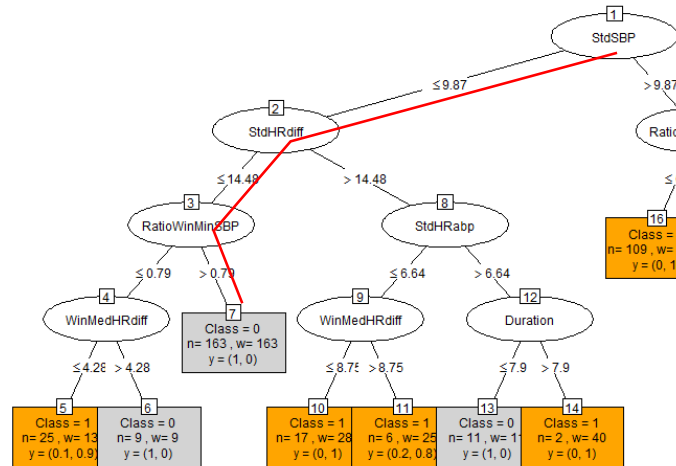 1
StdSBP
≤9.87
> 9.87
2
StdHRdiff
≤14.48
> 14.48
3
RatioWinMinSBP
8
StdHRabp
16
Class =
n= 109 , w=
y = (0, 1
≤0.79
> 0.79
≤6.64
> 6.64
4
WinMedHRdiff
7
Class = 0
n= 163 , w= 163
y = (1, 0)
9
WinMedHRdiff
12
Duration
≤4.28
> 4.28
≤8.75
>8.75
≤7.9
> 7.9
5
Class = 1
n= 25 , w= 13
y = (0.1, 0.9)
6
Class = 0
n= 9 , w= 9
y = (1, 0)
10
Class = 1
n= 17 , w= 28
y = (0, 1)
11
Class = 1
n= 6 , w= 25
y = (0.2, 0.8)
13
Class = 0
n= 11 , w= 11
y = (1, 0)
14
Class = 1
n= 2 , w= 40
y = (0, 1)